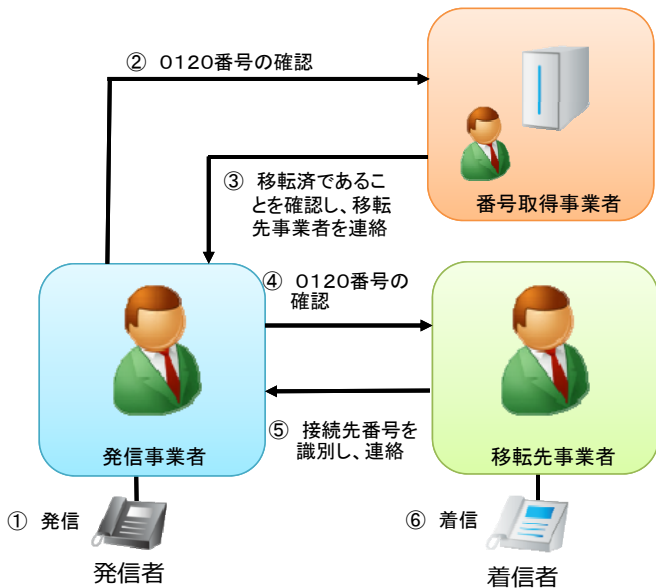 ② 0120番号の確認
③ 移転済であるこ
とを確認し、移転
先事業者を連絡
番号取得事業者
④ 0120番号の
確認
⑤ 接続先番号を
識別し、連絡
発信事業者
移転先事業者
① 発信
⑥ 着信
発信者
着信者